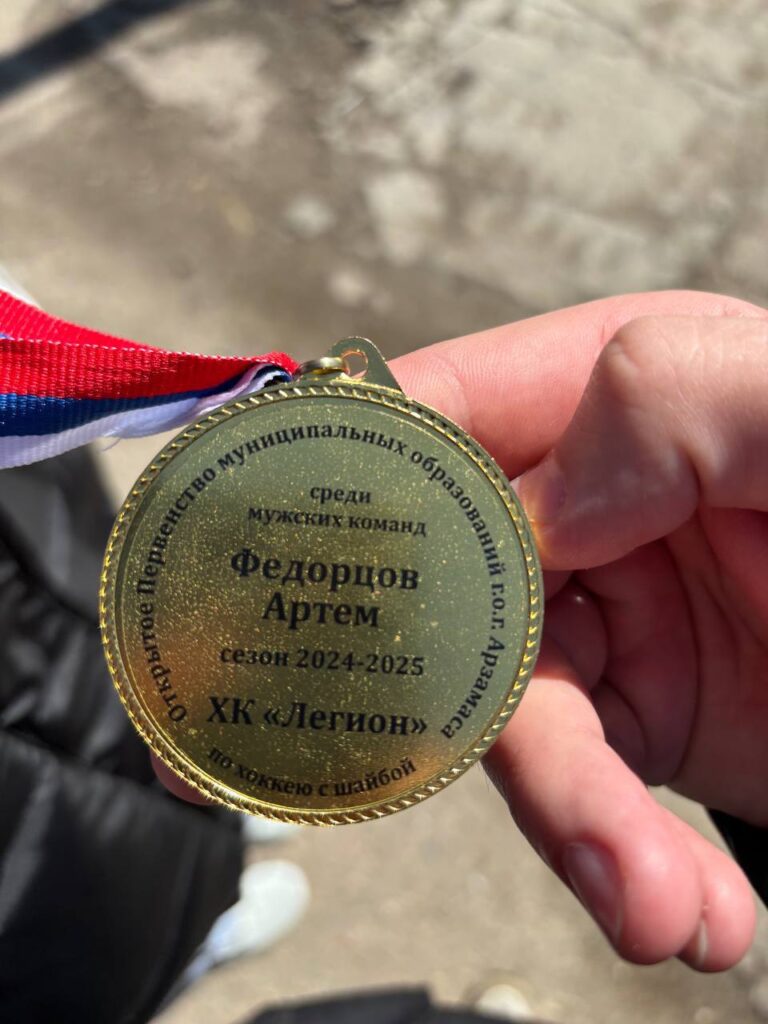 Открытое Первенство муниципальных образований г.о.г. Арзамаса
среди
мужских команд
Федорцов
Артем
сезон 2024-2025
ХК «Легион»
по хоккею с шайбой